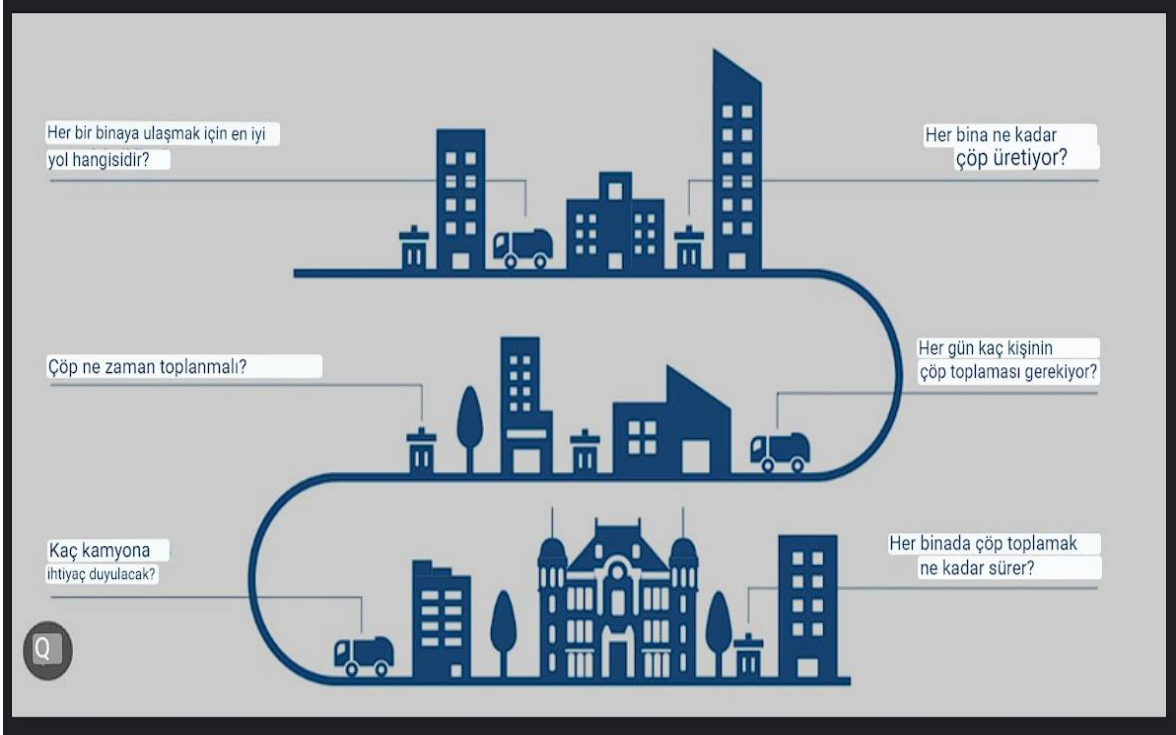 Her bir binaya ulaşmak için en iyi
yol hangisidir?
Her bina ne kadar
çöp üretiyor?
Çöp ne zaman toplanmalı?
Her gün kaç kişinin
çöp toplaması gerekiyor?
Kaç kamyona
ihtiyaç duyulacak?
Her binada çöp toplamak
ne kadar sürer?
Q